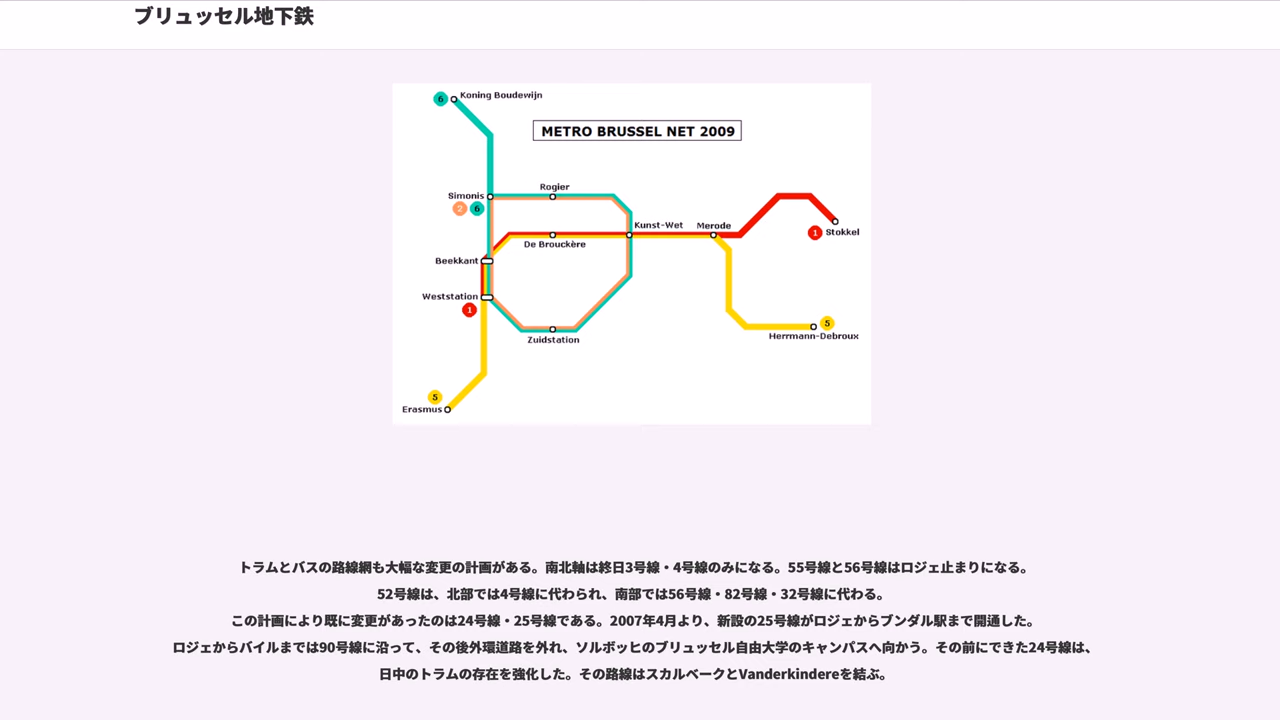 ブリュッセル地下鉄
6 Koning Boudewijn
METRO BRUSSEL NET 2009
Rogier
Simonis
2 6
Kunst-Wet
Merode
1 Stokkel
De Brouckère
Beekkant
Weststation
1
5
Herrmann-Debroux
Zuidstation
5
Erasmus
トラムとバスの路線網も大幅な変更の計画がある。南北軸は終日3号線・4号線のみになる。55号線と56号線はロジェ止まりになる。
52号線は、北部では4号線に代わられ、南部では56号線・82号線・32号線に代わる。
この計画により既に変更があったのは24号線・25号線である。2007年4月より、新設の25号線がロジェからブンダル駅まで開通した。
ロジェからバイルまでは90号線に沿って、その後外環道路を外れ、ソルボッヒのブリュッセル自由大学のキャンパスへ向かう。その前にできた24号線は、
日中のトラムの存在を強化した。その路線はスカルベークとVanderkindereを結ぶ。